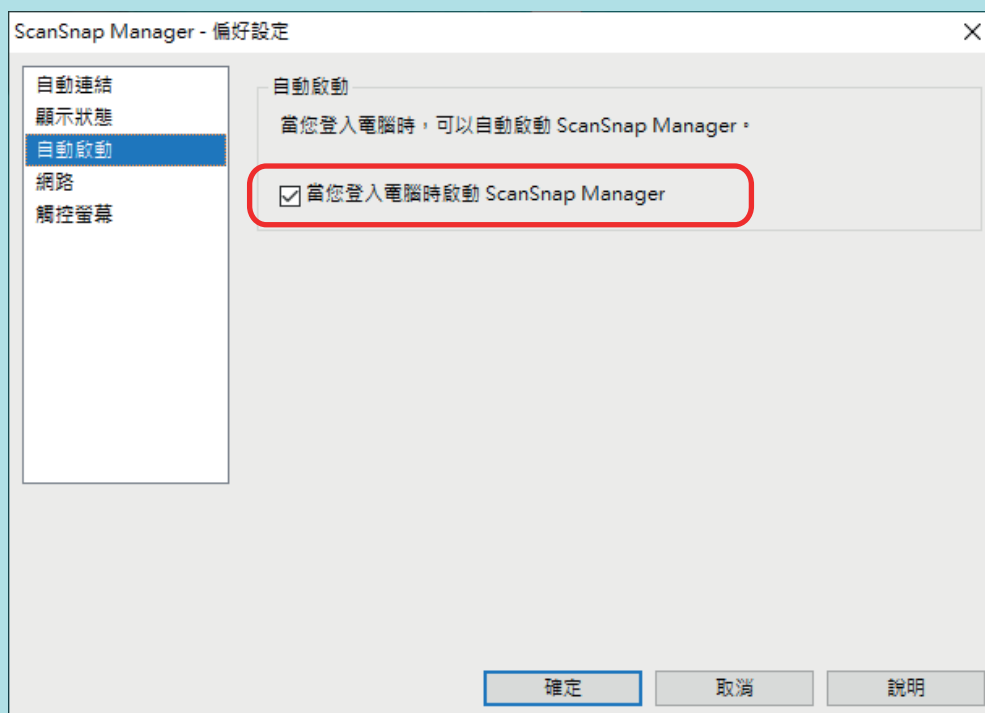 ScanSnap Manager - 偏好設定
自動連結
顯示狀態
自動啟動
網路
觸控螢幕
自動啟動
當您登入電腦時，可以自動啟動 ScanSnap Manager。
當您登入電腦時啟動 ScanSnap Manager
確定
取消
說明